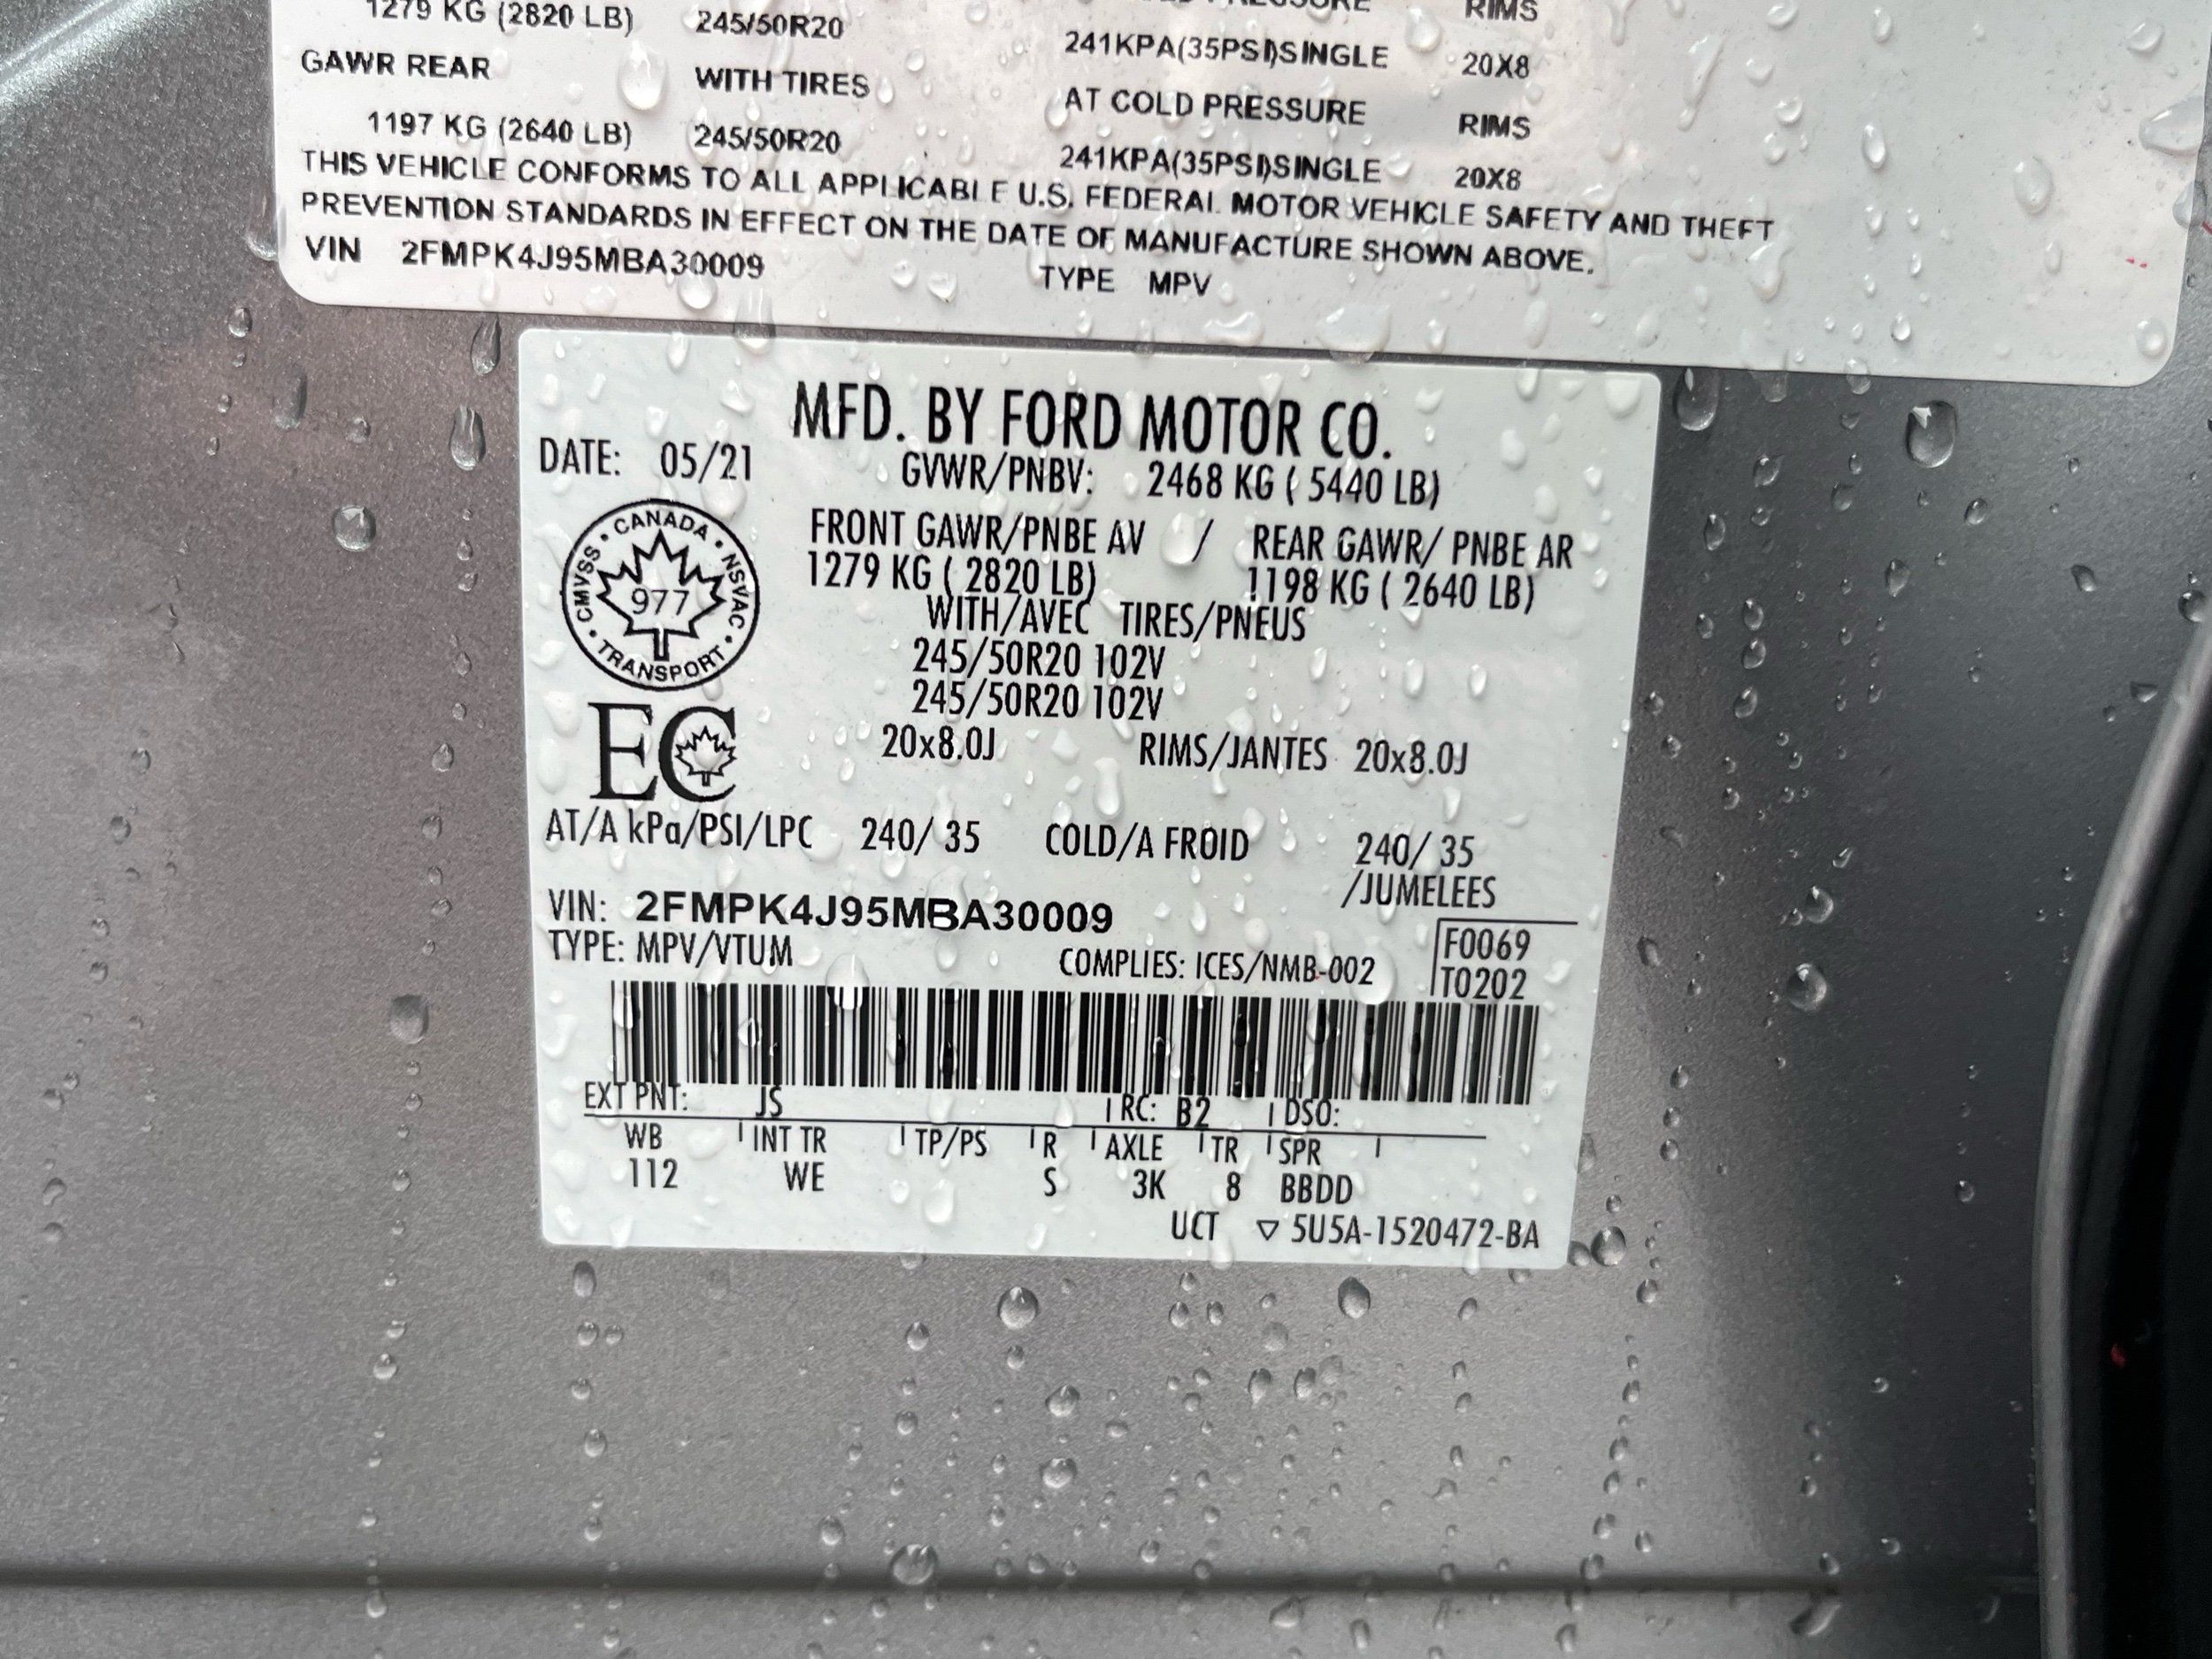 1279 KG (2820 LB) 245/50R20 RIMS
241KPA(35PSI)SINGLE 20X8
GAWR REAR WITH TIRES AT COLD PRESSURE RIMS
1197 KG (2640 LB) 245/50R20 241KPA(35PSI)SINGLE 20X8
THIS VEHICLE CONFORMS TO ALL APPLICABLE U.S. FEDERAL MOTOR VEHICLE SAFETY AND THEFT
PREVENTION STANDARDS IN EFFECT ON THE DATE OF MANUFACTURE SHOWN ABOVE.
VIN 2FMPK4J95MBA30009 TYPE MPV
MFD. BY FORD MOTOR CO.
DATE: 05/21 GVWR/PNBV: 2468 KG ( 5440 LB)
FRONT GAWR/PNBE AV / REAR GAWR/ PNBE AR
1279 KG ( 2820 LB) 1198 KG ( 2640 LB)
WITH/AVEC TIRES/PNEUS
245/50R20 102V
245/50R20 102V
20x8.0J RIMS/JANTES 20x8.0J
CANADA • NSVAC • TRANSPORT • CMVSS •
977
EC
AT/A kPa/PSI/LPC 240/ 35 COLD/A FROID 240/ 35
/JUMELEES
VIN: 2FMPK4J95MBA30009
TYPE: MPV/VTUM COMPLIES: ICES/NMB-002
F0069
T0202
EXT PNT: JS RC: B2 DSO:
WB INT TR TP/PS R AXLE TR SPR
112 WE S 3K 8 BBDD
UCT ▽ 5U5A-1520472-BA